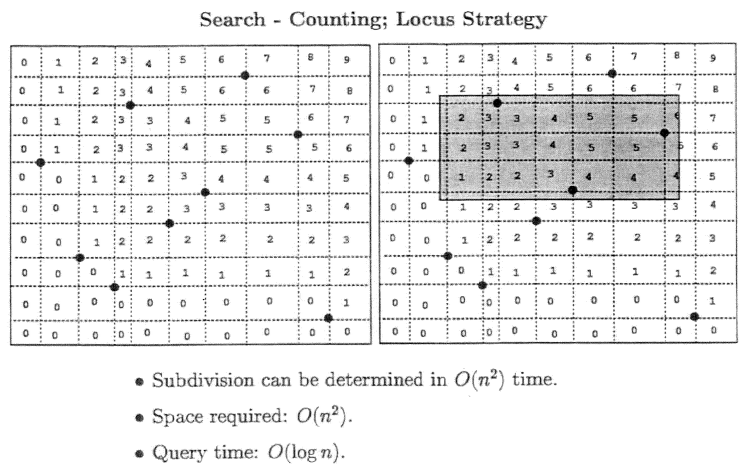 Search - Counting; Locus Strategy
0 1 2 3 4 5 6 7 8 9 0 1 2 3 4 5 6 7 8 9
0 1 2 3 4 5 6 6 7 8 0 1 2 3 4 5 6 6 7 8
0 1 2 3 3 4 5 5 6 7 0 1 2 3 3 4 5 5 6 7
0 1 2 3 3 4 5 5 5 6 0 1 2 3 3 4 5 5 5 6
0 0 1 2 2 3 4 4 4 5 0 0 1 2 2 3 4 4 4 5
0 0 1 2 2 3 3 3 3 4 0 0 1 2 2 3 3 3 3 4
0 0 1 2 2 2 2 2 2 3 0 0 1 2 2 2 2 2 2 3
0 0 0 1 1 1 1 1 1 2 0 0 0 1 1 1 1 1 1 2
0 0 0 0 0 0 0 0 0 1 0 0 0 0 0 0 0 0 0 1
0 0 0 0 0 0 0 0 0 0 0 0 0 0 0 0 0 0 0 0
• Subdivision can be determined in O(n²) time.
• Space required: O(n²).
• Query time: O(log n).